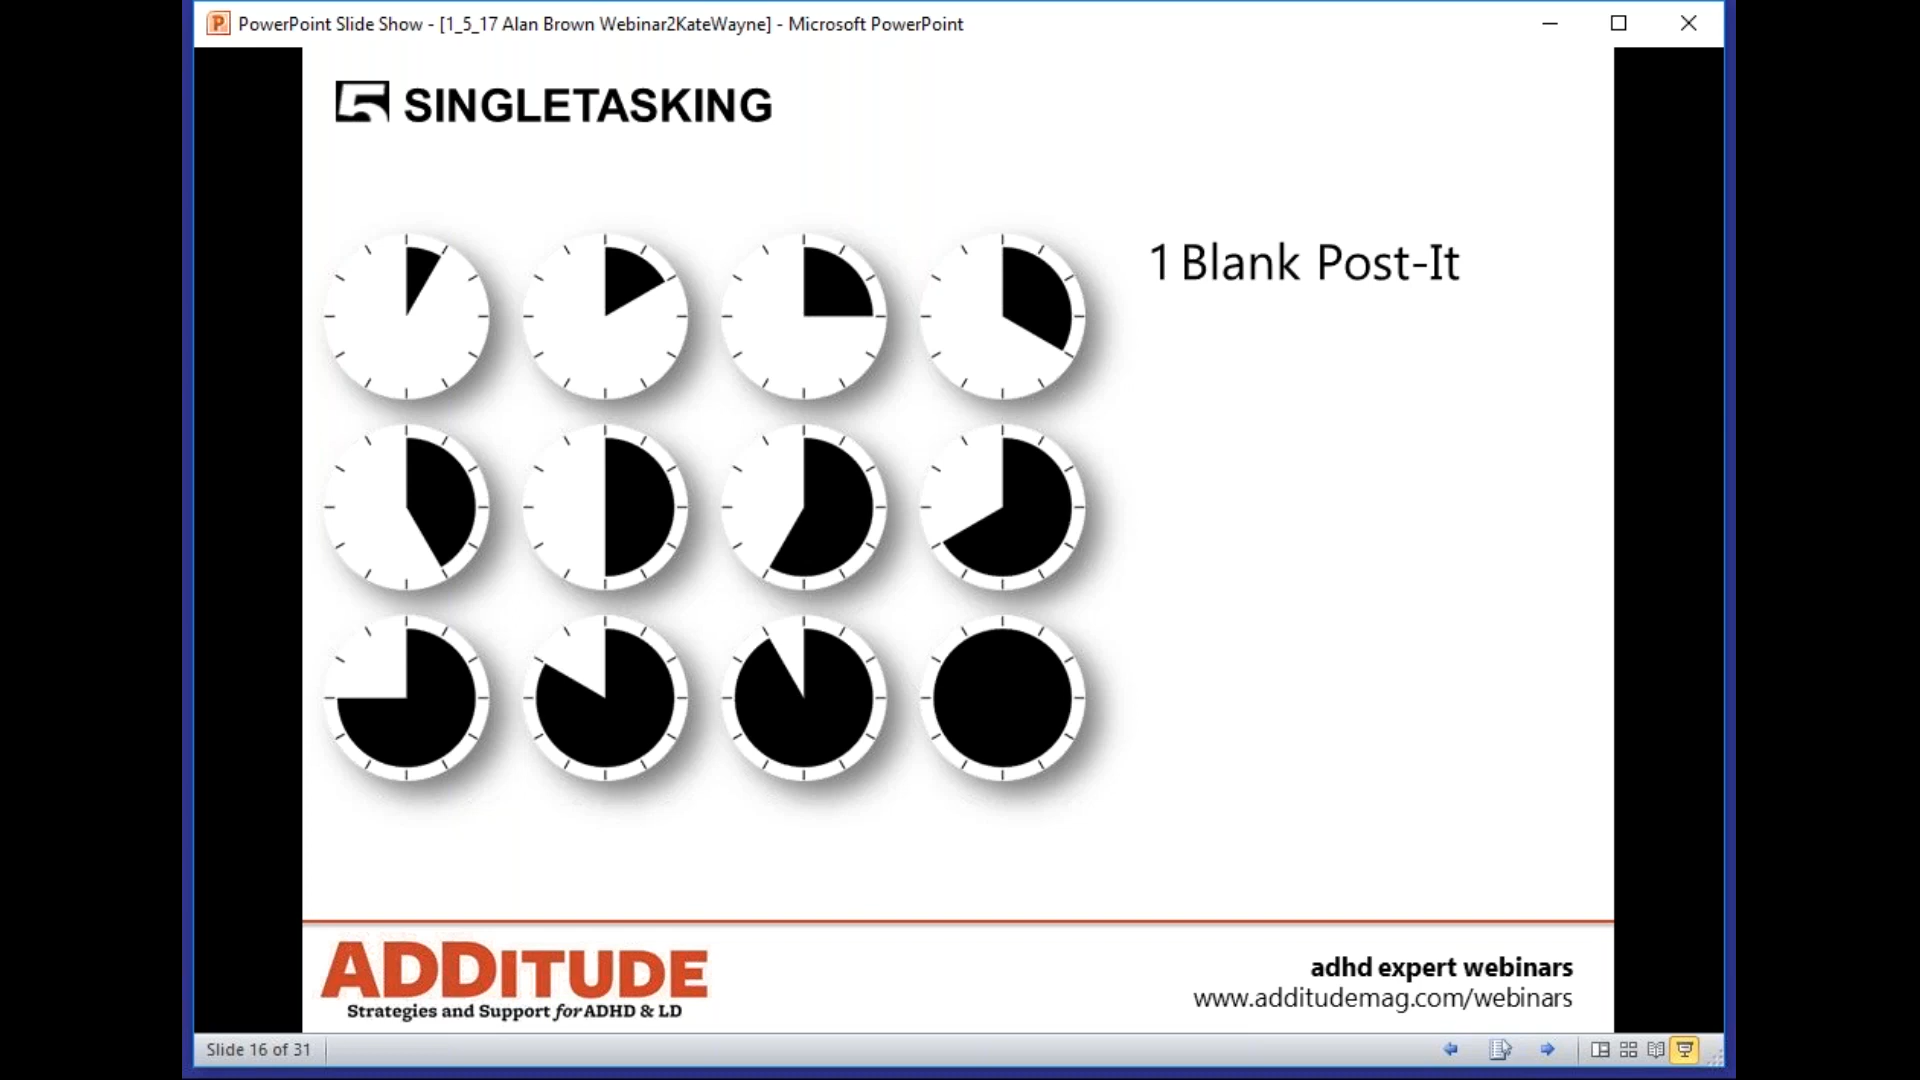 PowerPoint Slide Show - [1_5_17 Alan Brown Webinar2KateWayne] - Microsoft PowerPoint
5 SINGLETASKING
1 Blank Post-It
ADDITUDE
Strategies and Support for ADHD & LD
adhd expert webinars
www.additudemag.com/webinars
Slide 16 of 31